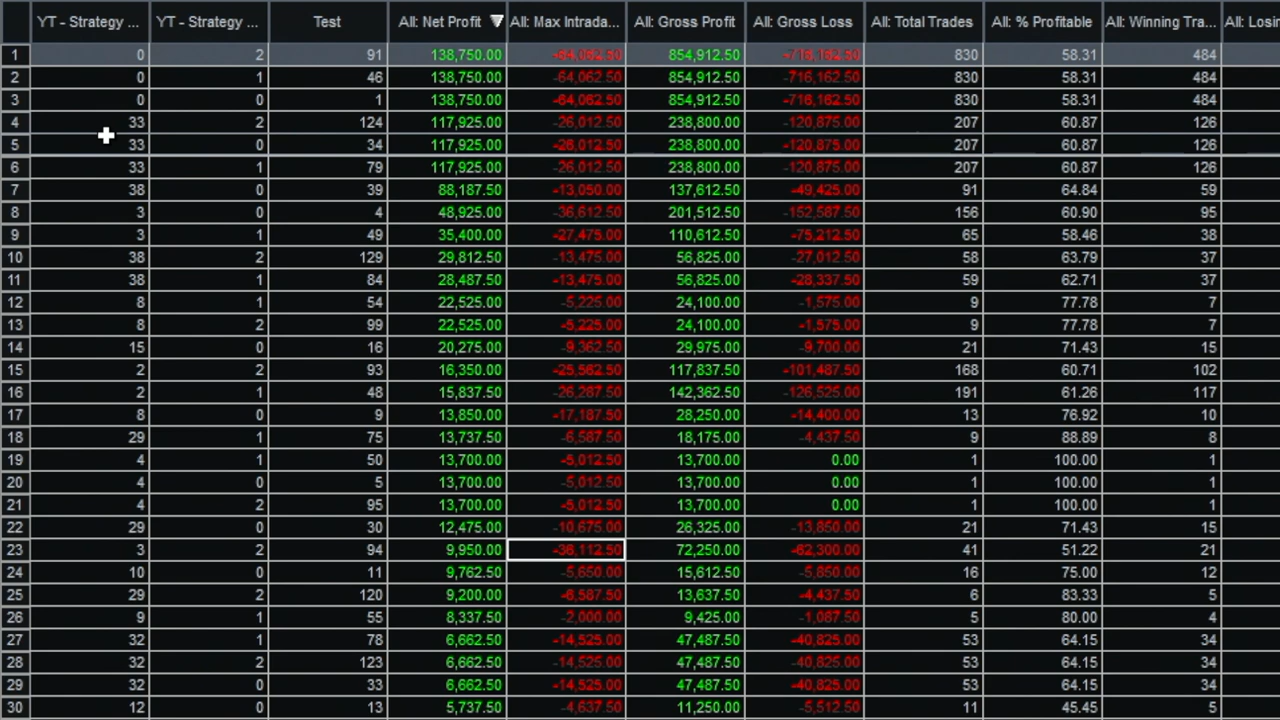 YT - Strategy ... YT - Strategy ... Test All: Net Profit All: Max Intrada... All: Gross Profit All: Gross Loss All: Total Trades All: % Profitable All: Winning Tra... All: Losi
1 0 2 91 138,750.00 -64,062.50 854,912.50 -716,162.50 830 58.31 484
2 0 1 46 138,750.00 -64,062.50 854,912.50 -716,162.50 830 58.31 484
3 0 0 1 138,750.00 -64,062.50 854,912.50 -716,162.50 830 58.31 484
4 33 2 124 117,925.00 -26,012.50 238,800.00 -120,875.00 207 60.87 126
5 33 0 34 117,925.00 -26,012.50 238,800.00 -120,875.00 207 60.87 126
6 33 1 79 117,925.00 -26,012.50 238,800.00 -120,875.00 207 60.87 126
7 38 0 39 88,187.50 -13,050.00 137,612.50 -49,425.00 91 64.84 59
8 3 0 4 48,925.00 -36,612.50 201,512.50 -152,587.50 156 60.90 95
9 3 1 49 35,400.00 -27,475.00 110,612.50 -75,212.50 65 58.46 38
10 38 2 129 29,812.50 -13,475.00 56,825.00 -27,012.50 58 63.79 37
11 38 1 84 28,487.50 -13,475.00 56,825.00 -28,337.50 59 62.71 37
12 8 1 54 22,525.00 -5,225.00 24,100.00 -1,575.00 9 77.78 7
13 8 2 99 22,525.00 -5,225.00 24,100.00 -1,575.00 9 77.78 7
14 15 0 16 20,275.00 -9,362.50 29,975.00 -9,700.00 21 71.43 15
15 2 2 93 16,350.00 -25,562.50 117,837.50 -101,487.50 168 60.71 102
16 2 1 48 15,837.50 -26,287.50 142,362.50 -126,525.00 191 61.26 117
17 8 0 9 13,850.00 -17,187.50 28,250.00 -14,400.00 13 76.92 10
18 29 1 75 13,737.50 -6,587.50 18,175.00 -4,437.50 9 88.89 8
19 4 1 50 13,700.00 -5,012.50 13,700.00 0.00 1 100.00 1
20 4 0 5 13,700.00 -5,012.50 13,700.00 0.00 1 100.00 1
21 4 2 95 13,700.00 -5,012.50 13,700.00 0.00 1 100.00 1
22 29 0 30 12,475.00 -10,675.00 26,325.00 -13,850.00 21 71.43 15
23 3 2 94 9,950.00 -36,112.50 72,250.00 -62,300.00 41 51.22 21
24 10 0 11 9,762.50 -5,650.00 15,612.50 -5,850.00 16 75.00 12
25 29 2 120 9,200.00 -6,587.50 13,637.50 -4,437.50 6 83.33 5
26 9 1 55 8,337.50 -2,000.00 9,425.00 -1,087.50 5 80.00 4
27 32 1 78 6,662.50 -14,525.00 47,487.50 -40,825.00 53 64.15 34
28 32 2 123 6,662.50 -14,525.00 47,487.50 -40,825.00 53 64.15 34
29 32 0 33 6,662.50 -14,525.00 47,487.50 -40,825.00 53 64.15 34
30 12 0 13 5,737.50 -4,637.50 11,250.00 -5,512.50 11 45.45 5